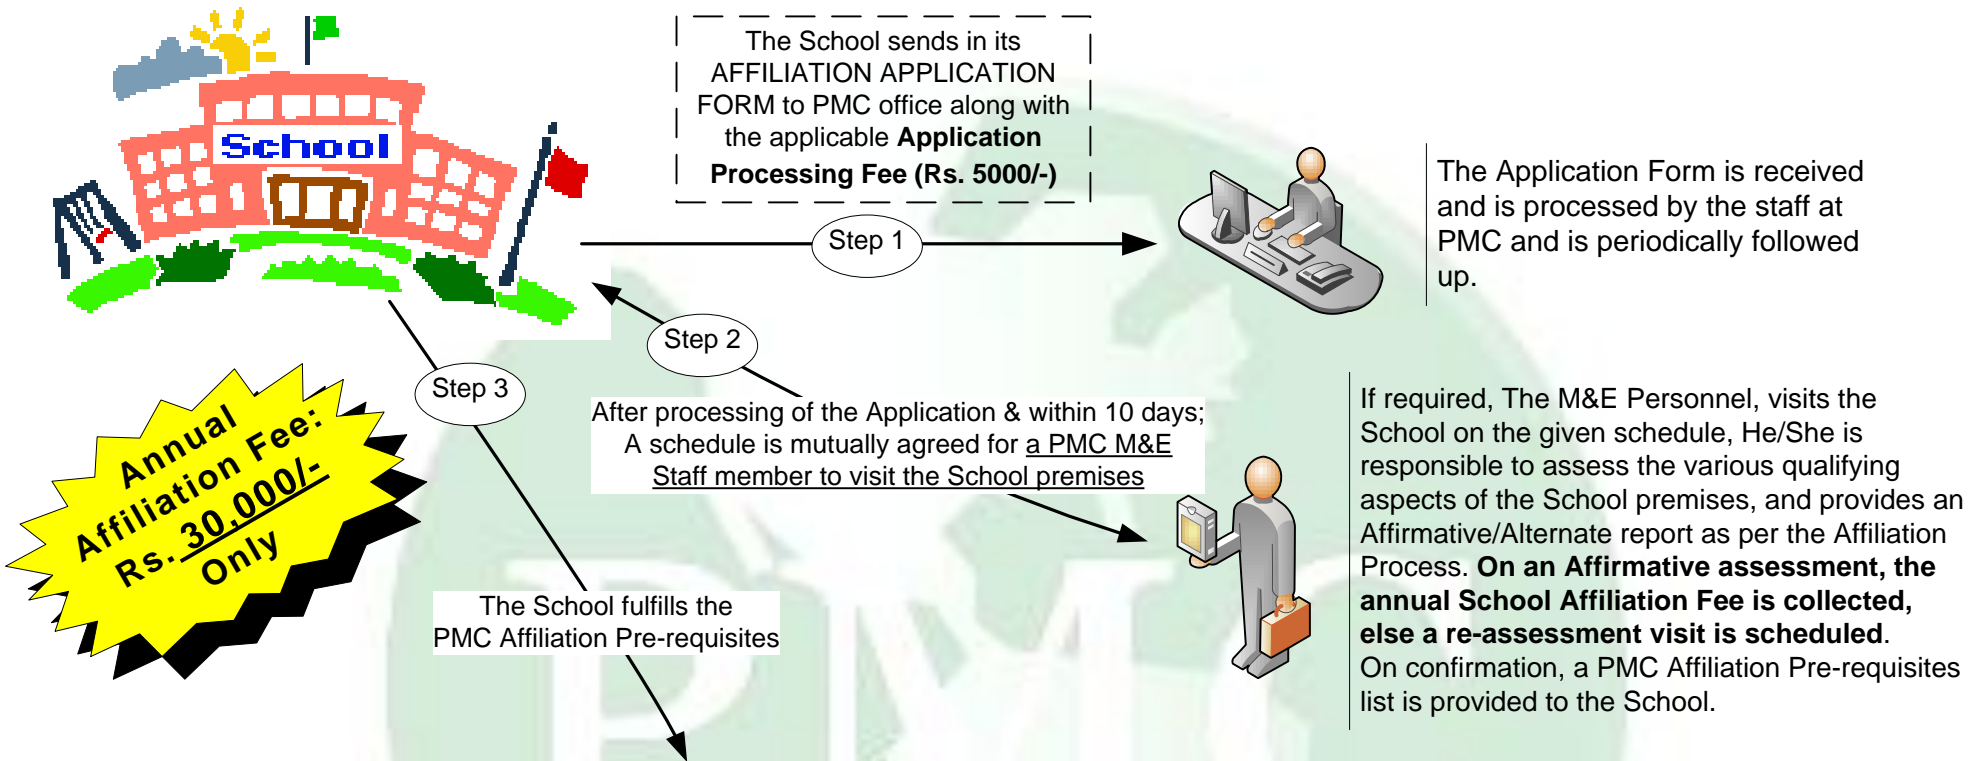 The School sends in its
AFFILIATION APPLICATION
FORM to PMC office along with
the applicable Application
Processing Fee (Rs. 5000/-)
School
Step 1
The Application Form is received
and is processed by the staff at
PMC and is periodically followed
up.
Step 2
Step 3
After processing of the Application & within 10 days;
A schedule is mutually agreed for a PMC M&E
Staff member to visit the School premises
If required, The M&E Personnel, visits the
School on the given schedule, He/She is
responsible to assess the various qualifying
aspects of the School premises, and provides an
Affirmative/Alternate report as per the Affiliation
Process. On an Affirmative assessment, the
annual School Affiliation Fee is collected,
else a re-assessment visit is scheduled.
On confirmation, a PMC Affiliation Pre-requisites
list is provided to the School.
Annual
Affiliation Fee:
Rs. 30,000/-
Only
The School fulfills the
PMC Affiliation Pre-requisites
PMC